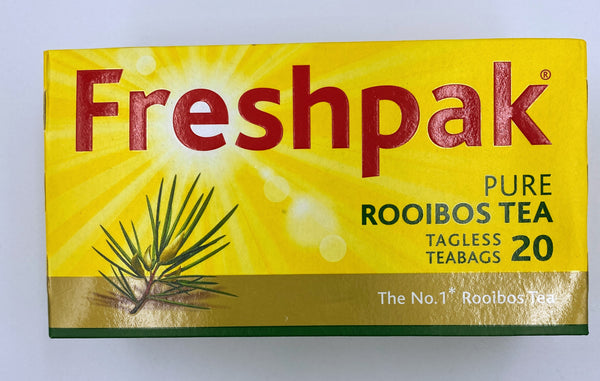 Freshpak®
PURE
ROOIBOS TEA
TAGLESS
TEABAGS 20
The No.1* Rooibos Tea